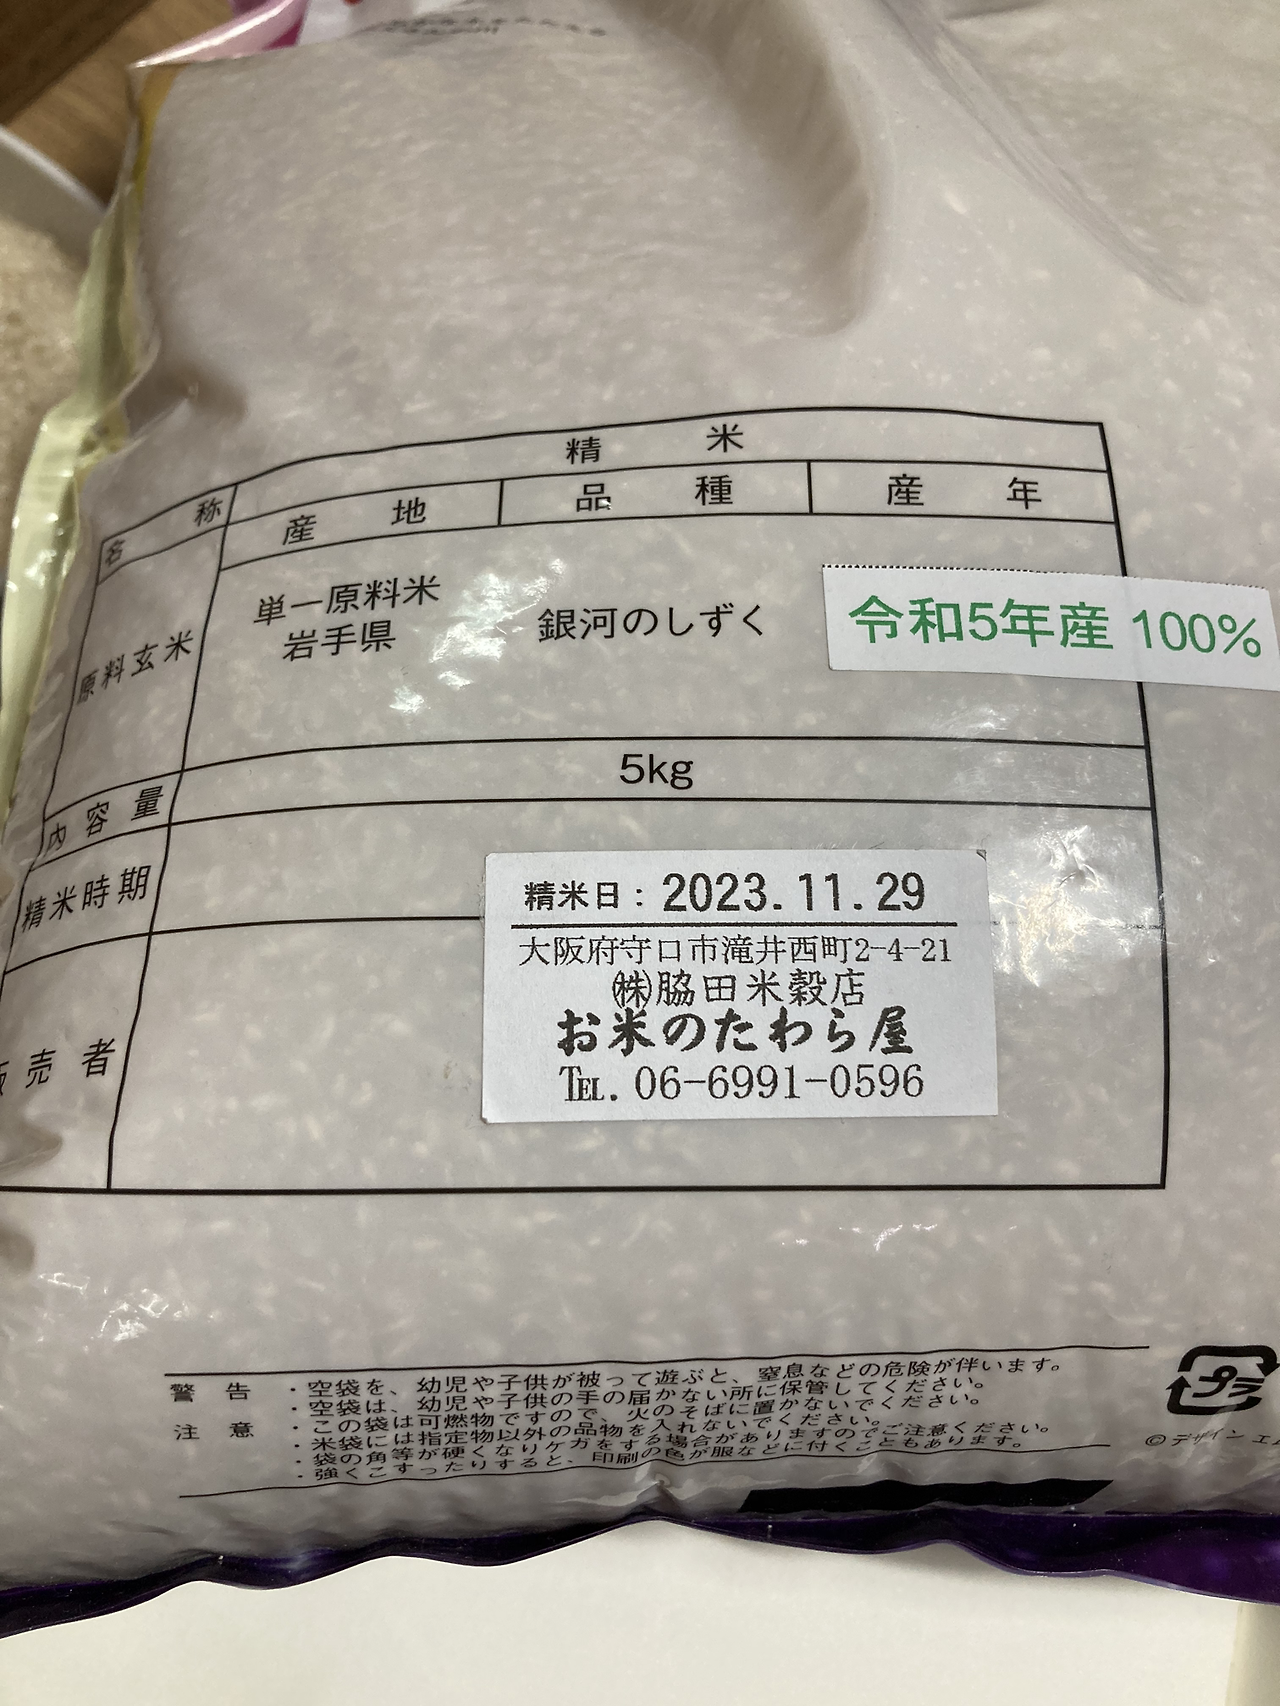 名称 精米
産地 品種 産年
原料玄米 単一原料米 銀河のしずく 令和5年産 100%
岩手県
内容量 5kg
精米時期 精米日：2023.11.29
売者 大阪府守口市滝井西町2-4-21
㈱脇田米穀店
お米のたわら屋
℡. 06-6991-0596
警告 ・空袋を、幼児や子供が被って遊ぶと、窒息などの危険が伴います。
・空袋は、幼児や子供の手の届かない所に保管してください。
注意 ・この袋は可燃物ですので、火のそばに置かないでください。
・米袋には指定物以外の品物を入れないでください。
・袋の角等が硬くなりケガをする場合がありますのでご注意ください。
・強くこすったりすると、印刷の色が服などに付くこともあります。
プラ
©デザイン